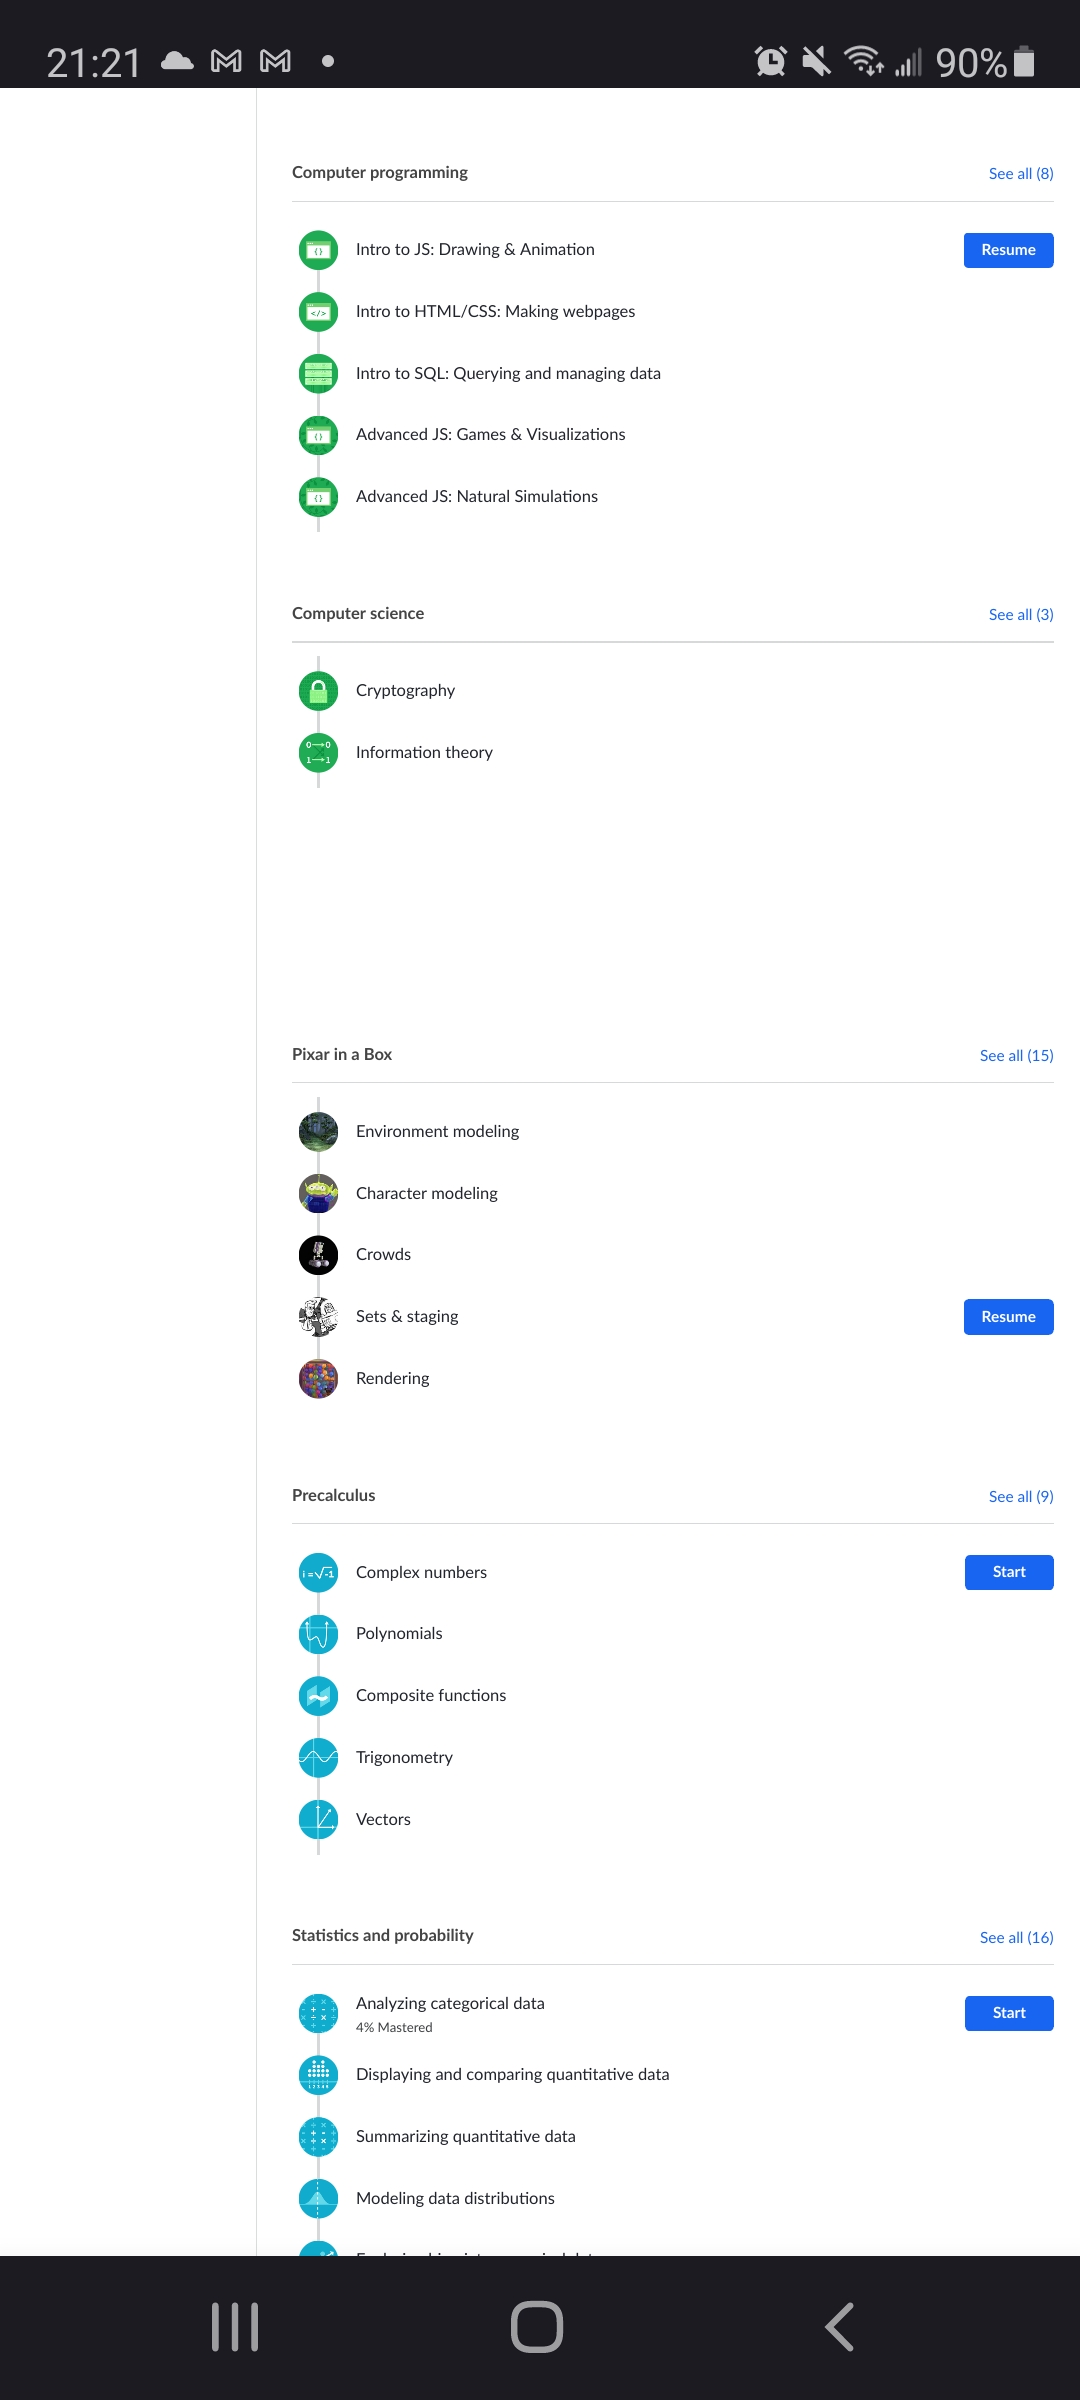 21:21
90%
Computer programming
See all (8)
Intro to JS: Drawing & Animation
Resume
Intro to HTML/CSS: Making webpages
Intro to SQL: Querying and managing data
Advanced JS: Games & Visualizations
Advanced JS: Natural Simulations
Computer science
See all (3)
Cryptography
Information theory
Pixar in a Box
See all (15)
Environment modeling
Character modeling
Crowds
Sets & staging
Resume
Rendering
Precalculus
See all (9)
i=√-1
Complex numbers
Start
Polynomials
Composite functions
Trigonometry
Vectors
Statistics and probability
See all (16)
Analyzing categorical data
Start
4% Mastered
Displaying and comparing quantitative data
Summarizing quantitative data
Modeling data distributions